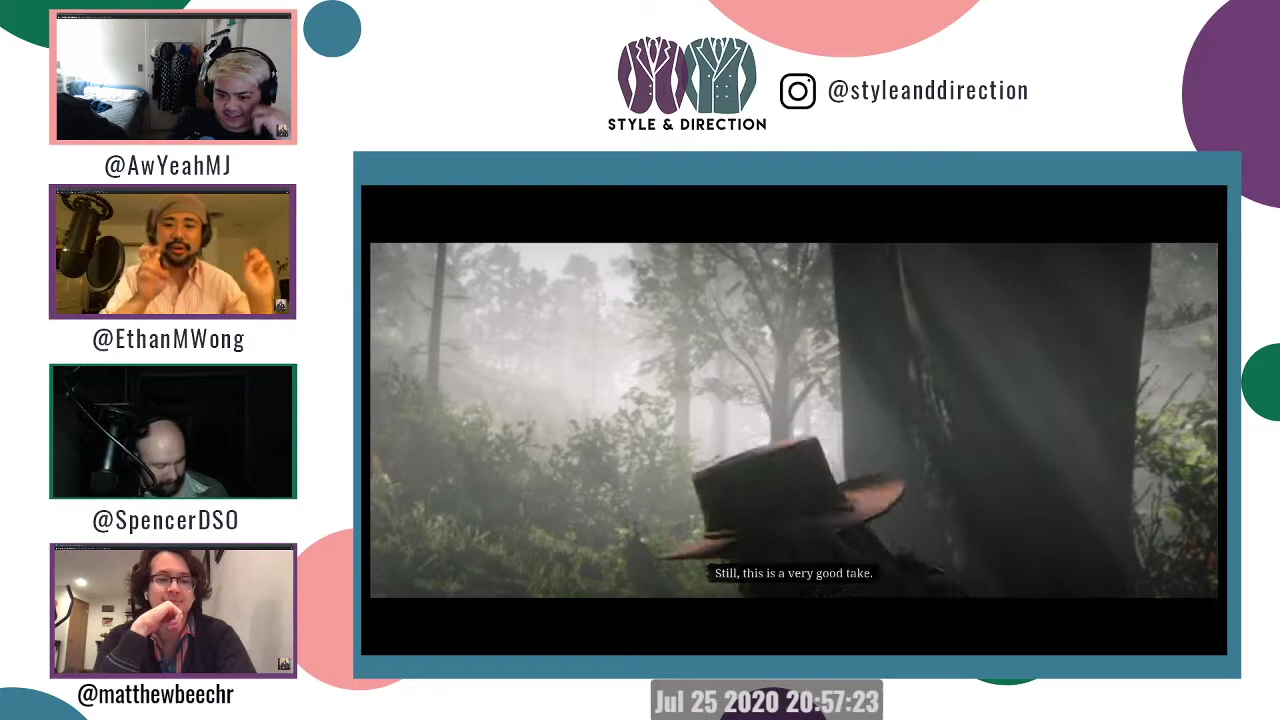 STYLE & DIRECTION
@styleanddirection
@AwYeahMJ
@EthanMWong
@SpencerDSO
@matthewbeechr
Still, this is a very good take.
Jul 25 2020 20:57:23